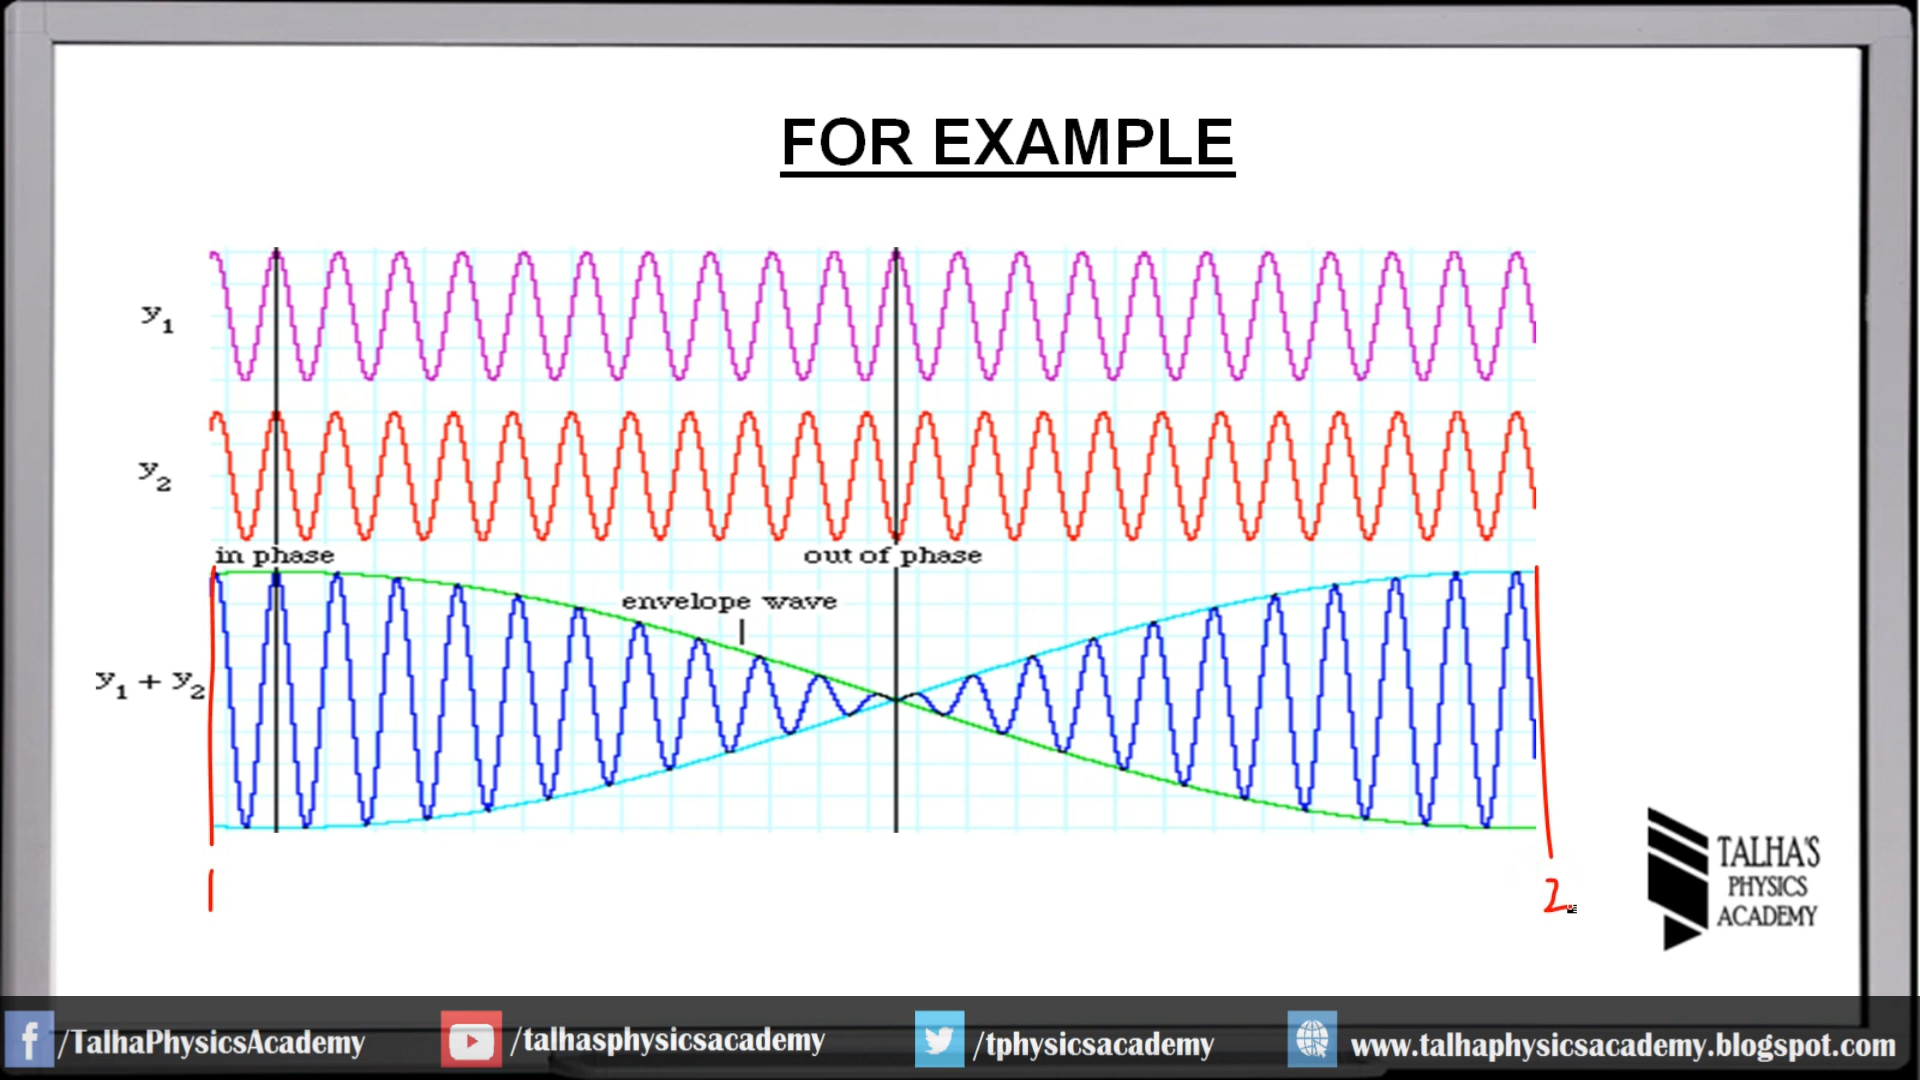 FOR EXAMPLE
y₁
y₂
in phase
out of phase
envelope wave
y₁ + y₂
1
2
TALHA'S
PHYSICS
ACADEMY
/TalhaPhysicsAcademy
/talhasphysicsacademy
/tphysicsacademy
www.talhaphysicsacademy.blogspot.com